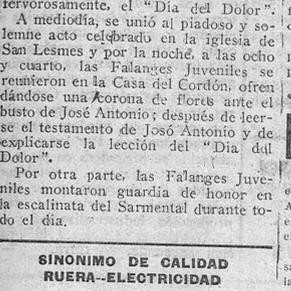 fervorosamente, el "Día del Dolor".
A mediodía, se unió al piadoso y so-
lemne acto celebrado en la iglesia de
San Lesmes y por la noche, a las ocho
y cuarto, las Falanges Juveniles se
reunieron en la Casa del Cordón, ofren
dándose una corona de flores ante el
busto de José Antonio; después de leer-
se el testamento de José Antonio y de
explicarse la lección del "Día del
Dolor".
Por otra parte, las Falanges Juve-
niles montaron guardia de honor en
la escalinata del Sarmental durante to-
do el día.
SINONIMO DE CALIDAD
RUERA--ELECTRICIDAD